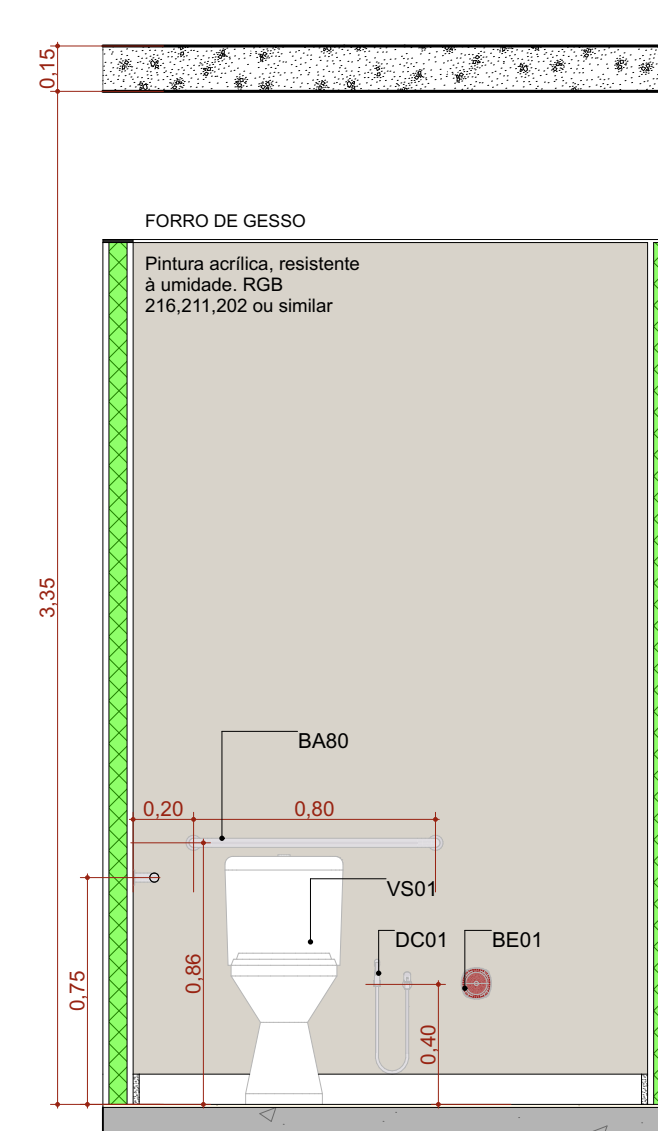 0,15
FORRO DE GESSO
Pintura acrílica, resistente
à umidade. RGB
216,211,202 ou similar
3,35
BA80
0,20
0,80
VS01
DC01
BE01
0,86
0,75
0,40